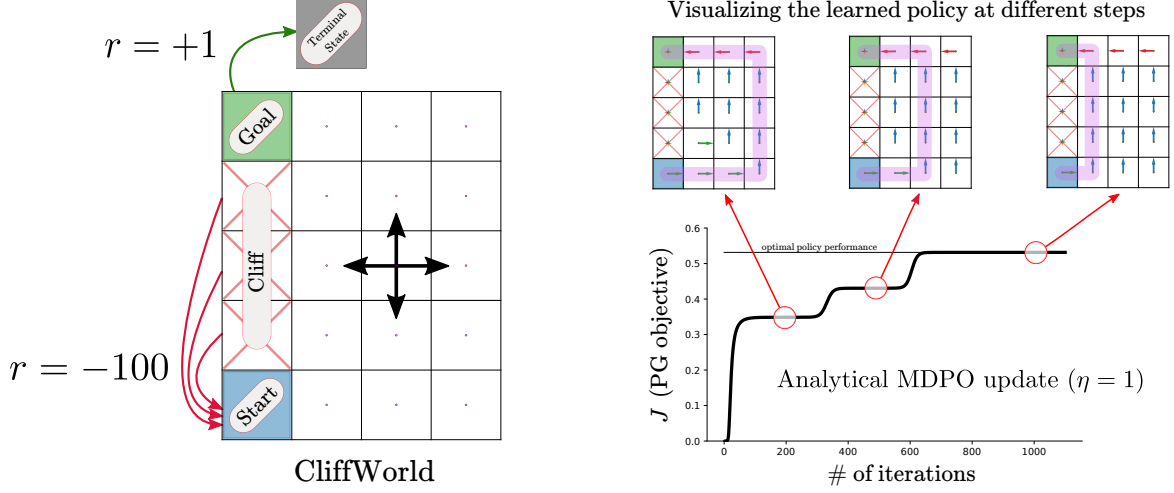 r = +1
Terminal
State
Goal
Cliff
r = −100
Start
CliffWorld
Visualizing the learned policy at different steps
0.6
optimal policy performance
0.5
0.4
0.3
0.2
0.1
0.0
J (PG objective)
Analytical MDPO update (η = 1)
200
400
600
800
1000
# of iterations